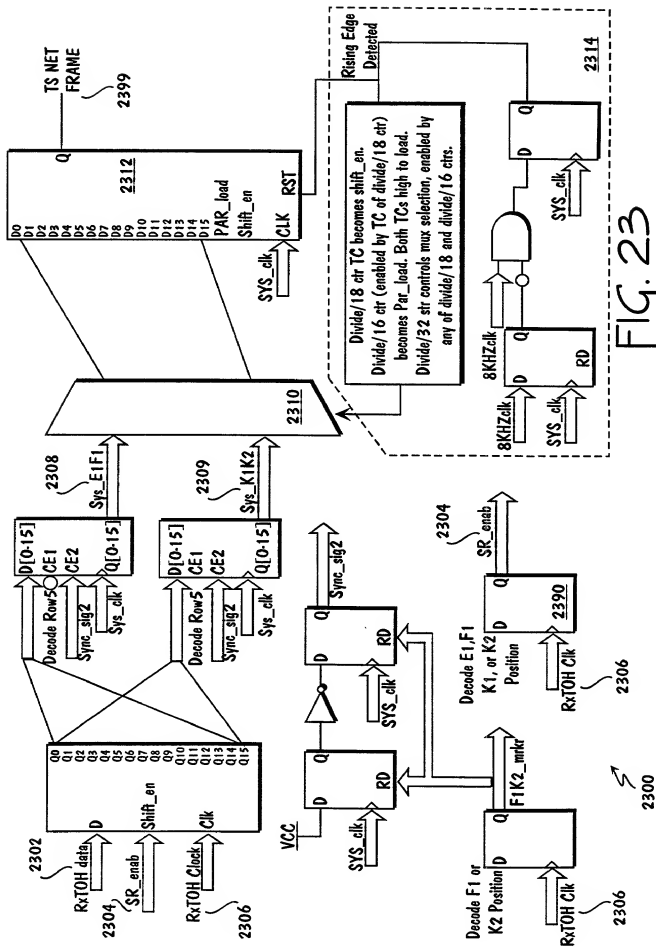 2302
RxTOH data
D
2304
SR_enab
Shift_en
RxTOH Clock
Clk
2306
Q0
Q1
Q2
Q3
Q4
Q5
Q6
Q7
Q8
Q9
Q10
Q11
Q12
Q13
Q14
Q15
D[0-15]
Decode Row5
CE1
Sync_sig2
CE2
Sys_clk
Q[0-15]
2308
Sys_E1F1
D[0-15]
Decode Row5
CE1
Sync_sig2
CE2
Sys_clk
Q[0-15]
2309
Sys_K1K2
2310
D0
D1
D2
D3
D4
D5
D6
D7
D8
D9
D10
D11
D12
D13
D14
D15
Q
2312
PAR_load
Shift_en
CLK
RST
SYS_clk
TS NET
FRAME
2399
Rising Edge
Detected
Divide/18 ctr TC becomes shift_en.
Divide/16 ctr (enabled by TC of divide/18 ctr)
becomes Par_load. Both TCs high to load.
Divide/32 str controls mux selection, enabled by
any of divide/18 and divide/16 ctrs.
2314
8KHZclk
D
Q
SYS_clk
RD
8KHZclk
D
Q
SYS_clk
VCC
D
Q
SYS_clk
RD
D
Q
SYS_clk
RD
Sync_sig2
Decode F1 or
K2 Position
D
Q
F1K2_mrkr
RxTOH Clk
2306
Decode E1,F1
K1, or K2
Position
D
Q
2390
SR_enab
2304
RxTOH Clk
2306
2300
FIG. 23